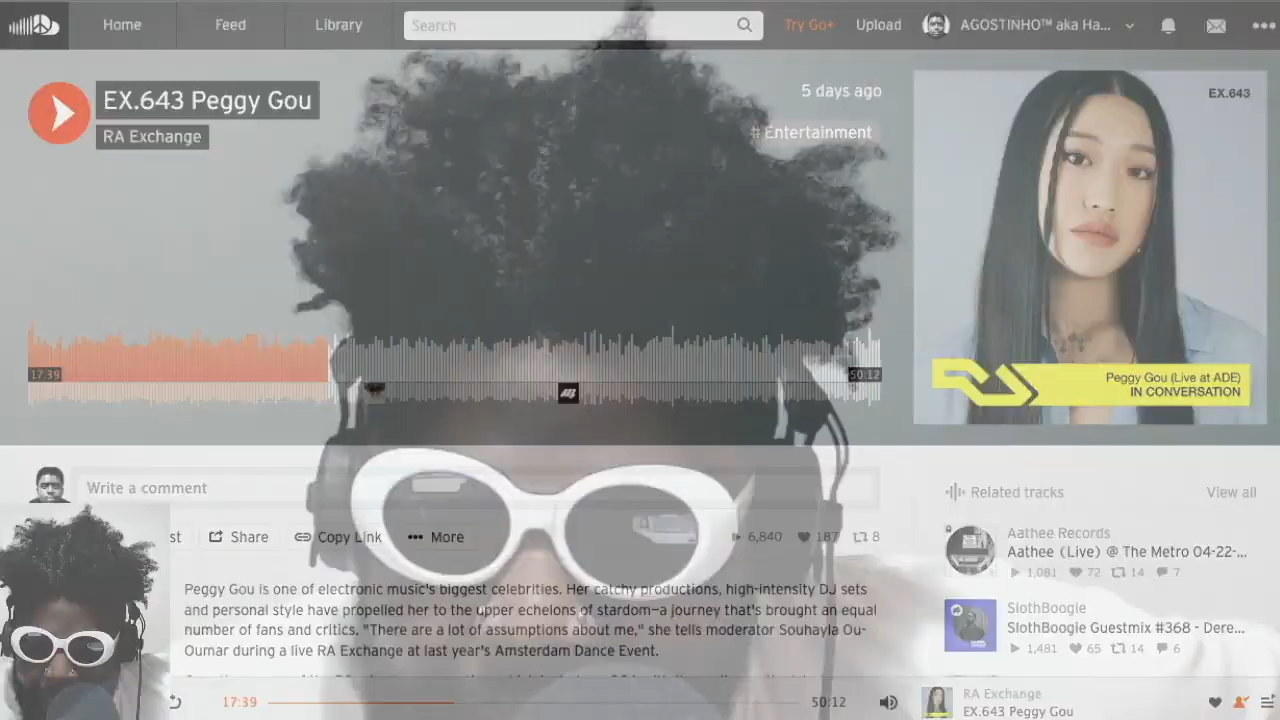 Home
Feed
Library
Search
Try Go+
Upload
AGOSTINHO™ aka Ha...
EX.643 Peggy Gou
RA Exchange
5 days ago
# Entertainment
EX.643
Peggy Gou (Live at ADE)
IN CONVERSATION
17:39
50:12
Write a comment
st
Share
Copy Link
More
6,840
187
8
Peggy Gou is one of electronic music's biggest celebrities. Her catchy productions, high-intensity DJ sets
and personal style have propelled her to the upper echelons of stardom—a journey that's brought an equal
number of fans and critics. "There are a lot of assumptions about me," she tells moderator Souhayla Ou-
Oumar during a live RA Exchange at last year's Amsterdam Dance Event.
Related tracks
View all
Aathee Records
Aathee (Live) @ The Metro 04-22-...
1,081 72 14 7
SlothBoogie
SlothBoogie Guestmix #368 - Dere...
1,481 65 14 6
17:39
50:12
RA Exchange
EX.643 Peggy Gou